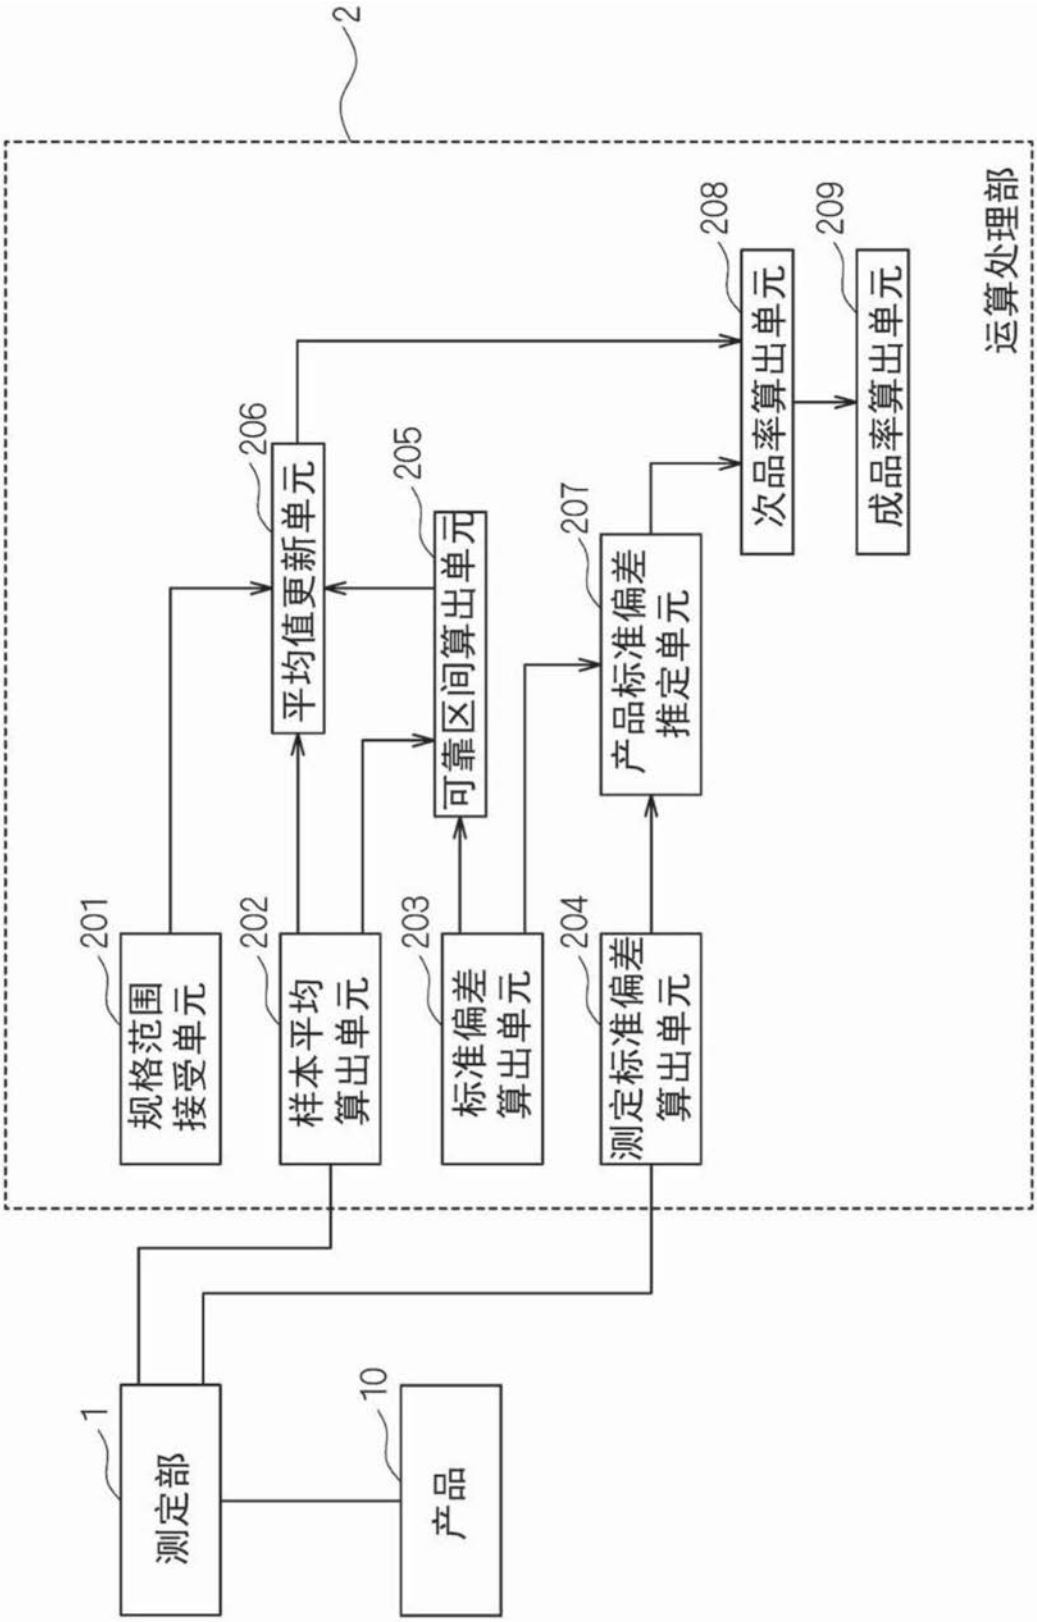 1
测定部
10
产品
2
201
规格范围
接受单元
202
样本平均
算出单元
203
标准偏差
算出单元
204
测定标准偏差
算出单元
206
平均值更新单元
205
可靠区间算出单元
207
产品标准偏差
推定单元
208
次品率算出单元
209
成品率算出单元
运算处理部